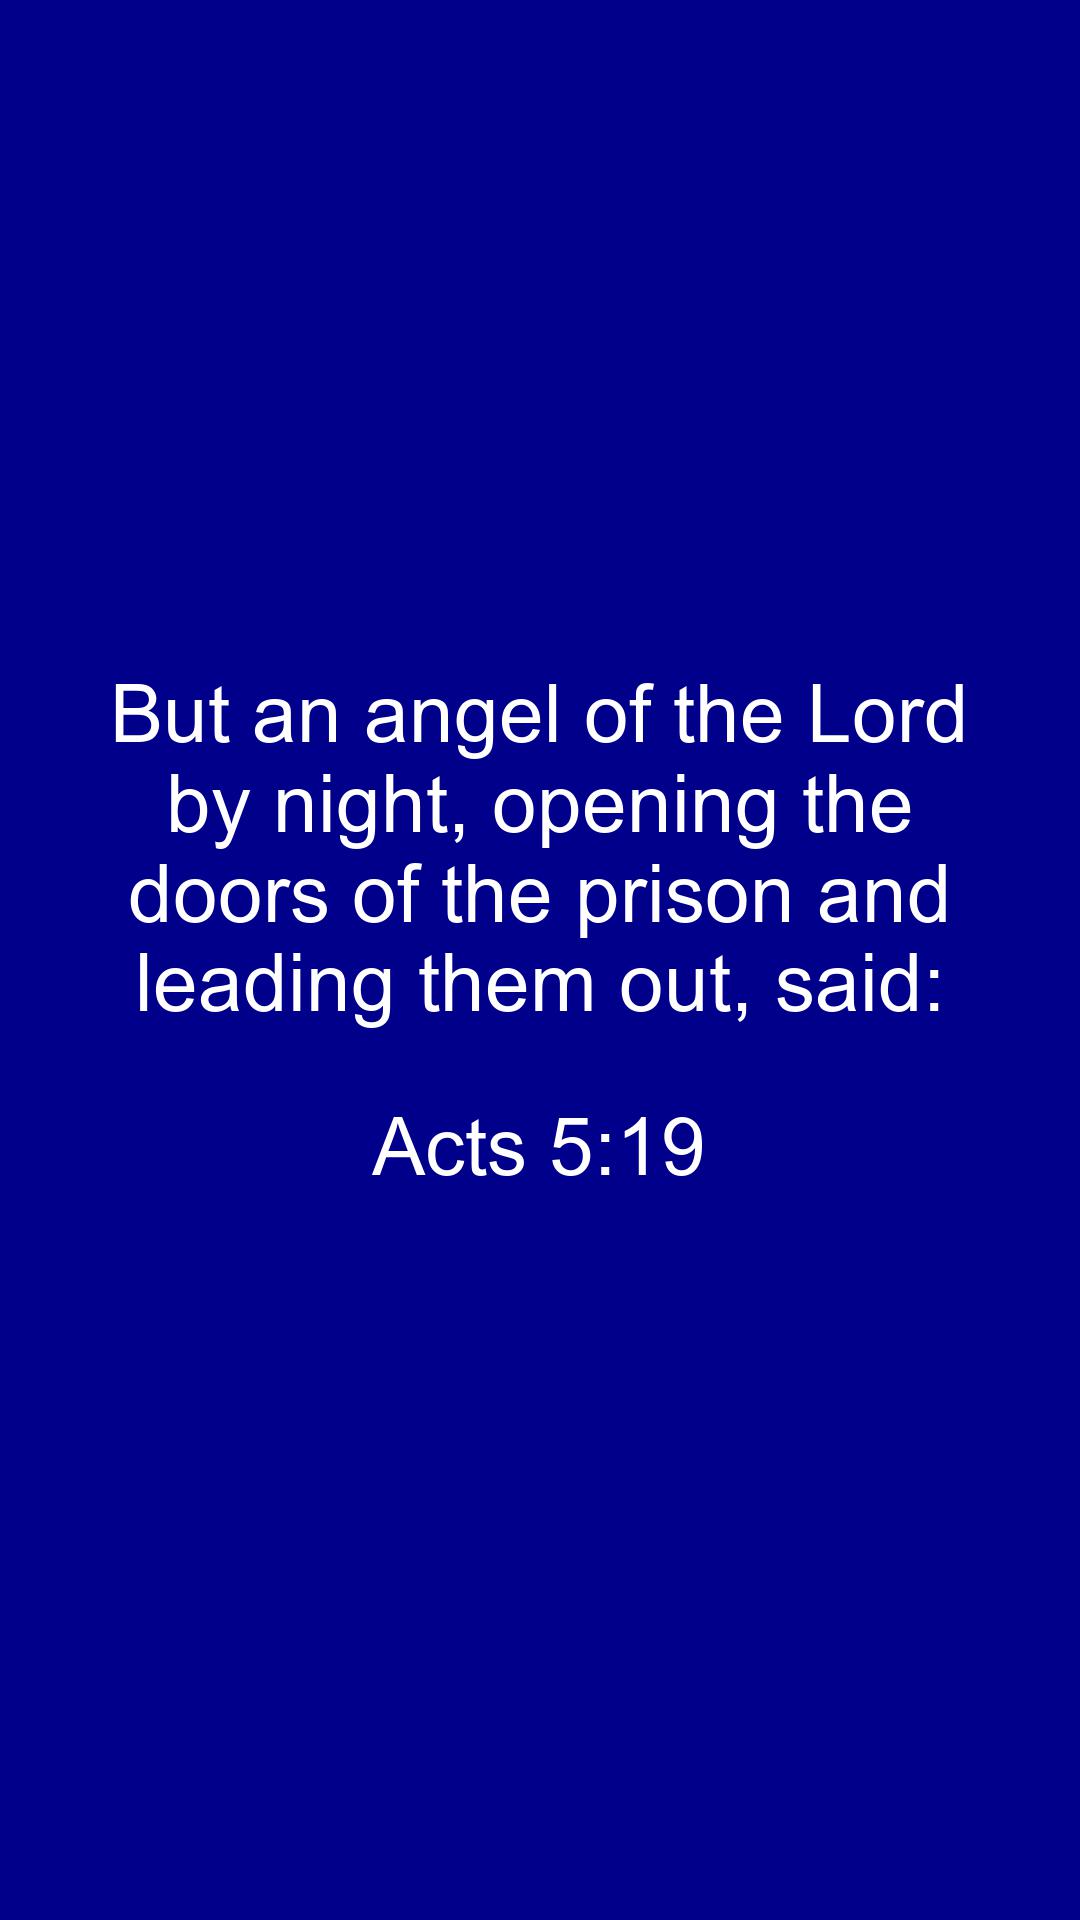 But an angel of the Lord
by night, opening the
doors of the prison and
leading them out, said:
Acts 5:19